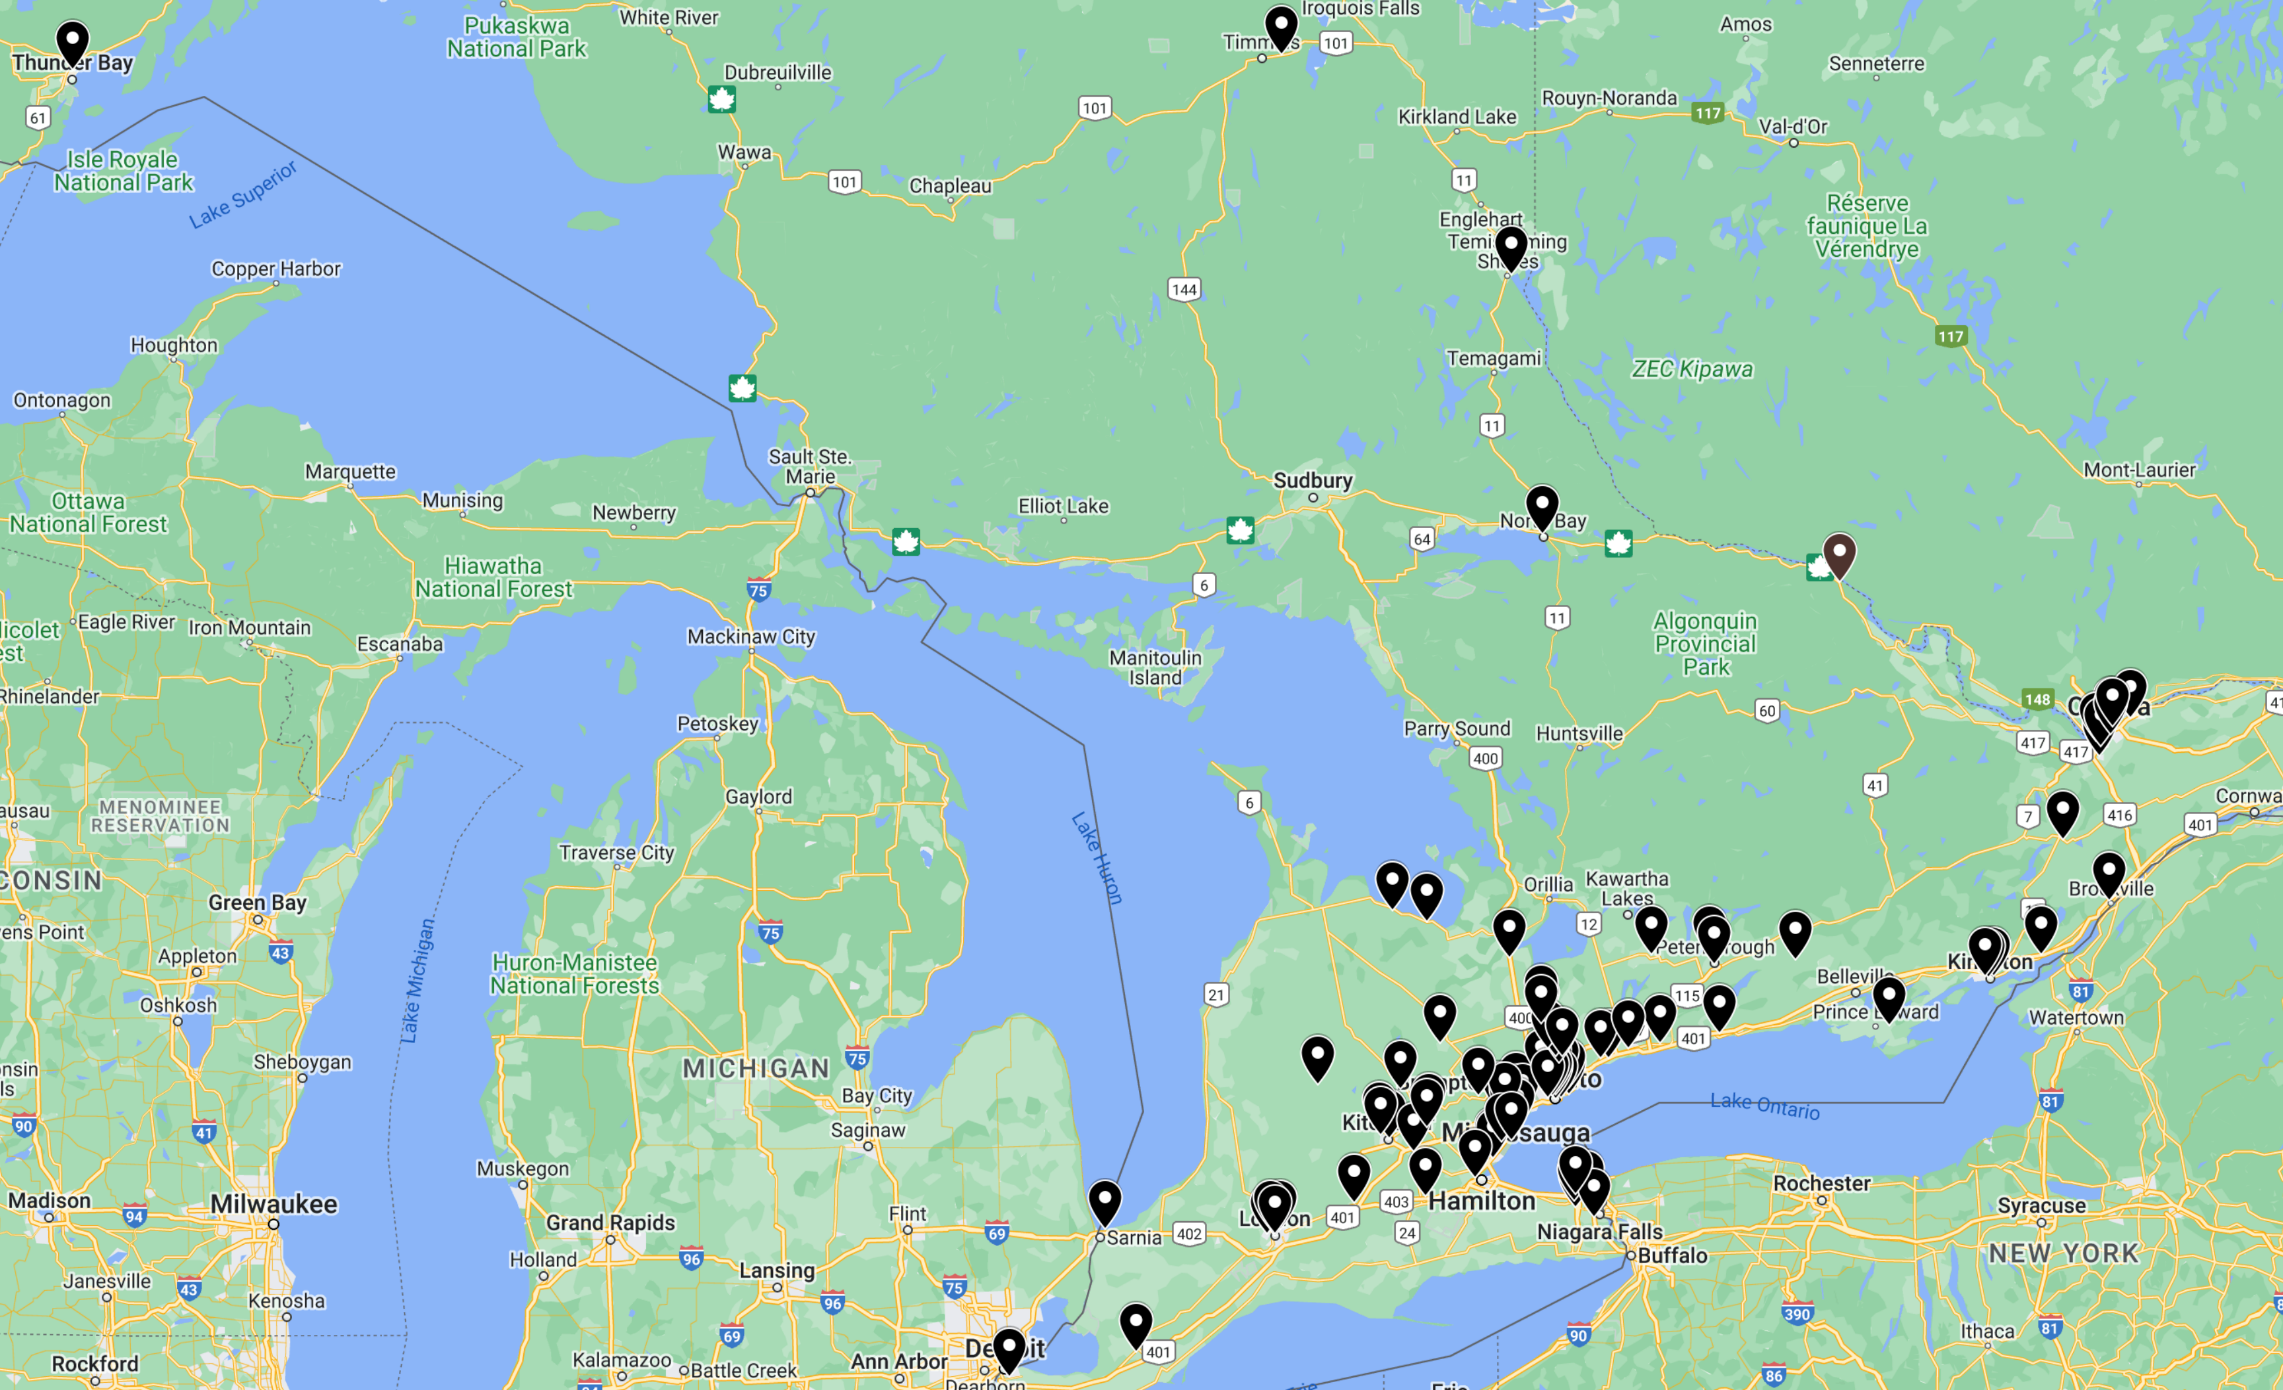 White River
Iroquois Falls
Pukaskwa
National Park
Amos
Thunder Bay
101
Dubreuilville
Senneterre
61
101
Kirkland Lake
Rouyn-Noranda
117
Val-d'Or
Isle Royale
National Park
Wawa
101
Chapleau
11
Lake Superior
Englehart
Réserve
faunique La
Vérendrye
Copper Harbor
144
Houghton
117
Temagami
ZEC Kipawa
Ontonagon
11
Marquette
Sault Ste.
Marie
Sudbury
Mont-Laurier
Ottawa
National Forest
Munising
Newberry
Elliot Lake
64
Hiawatha
National Forest
75
6
11
Eagle River
Iron Mountain
Escanaba
Mackinaw City
Algonquin
Provincial
Park
Manitoulin
Island
Rhinelander
148
60
Petoskey
Parry Sound
Huntsville
417
417
400
41
Gaylord
6
MENOMINEE
RESERVATION
7
416
Cornwa
401
Lake Huron
Traverse City
Orillia
Kawartha
Lakes
Brockville
Green Bay
12
75
43
Peterborough
Appleton
Huron-Manistee
National Forests
Kingston
Belleville
81
Oshkosh
21
115
Prince Edward
Watertown
Lake Michigan
400
401
Sheboygan
MICHIGAN
75
Bay City
Lake Ontario
81
90
41
Saginaw
Mississauga
Muskegon
Madison
94
Milwaukee
Rochester
Syracuse
Grand Rapids
Flint
69
Sarnia
402
London
401
403
24
Hamilton
Niagara Falls
Buffalo
NEW YORK
Holland
96
Lansing
Janesville
43
75
96
Kenosha
390
69
90
81
Ithaca
Rockford
Kalamazoo
Battle Creek
Ann Arbor
Detroit
401
86
Dearborn